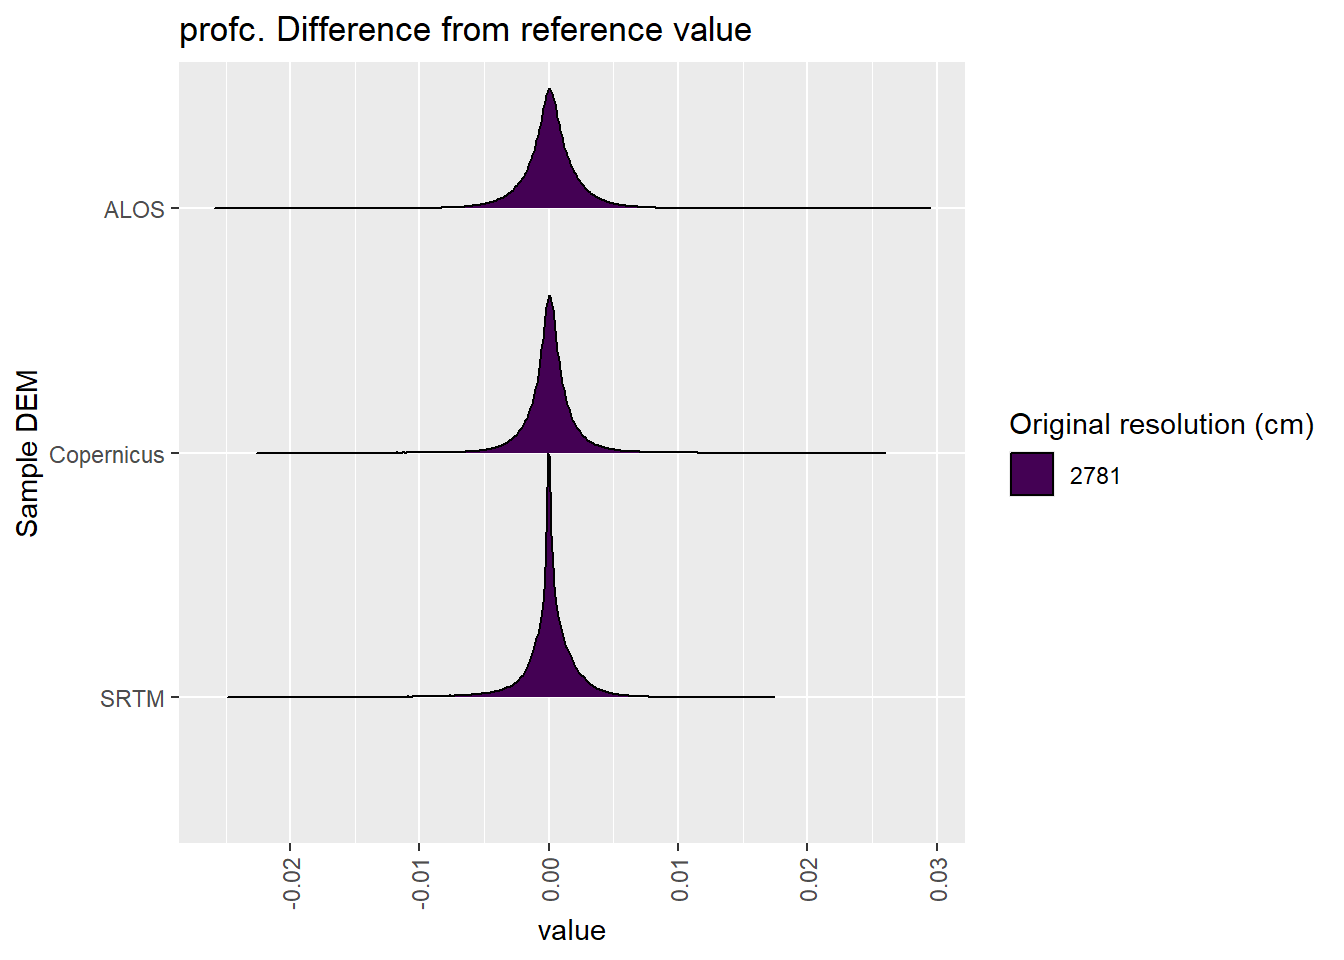 profc. Difference from reference value
Sample DEM
ALOS
Copernicus
SRTM
-0.02
-0.01
0.00
0.01
0.02
0.03
value
Original resolution (cm)
2781